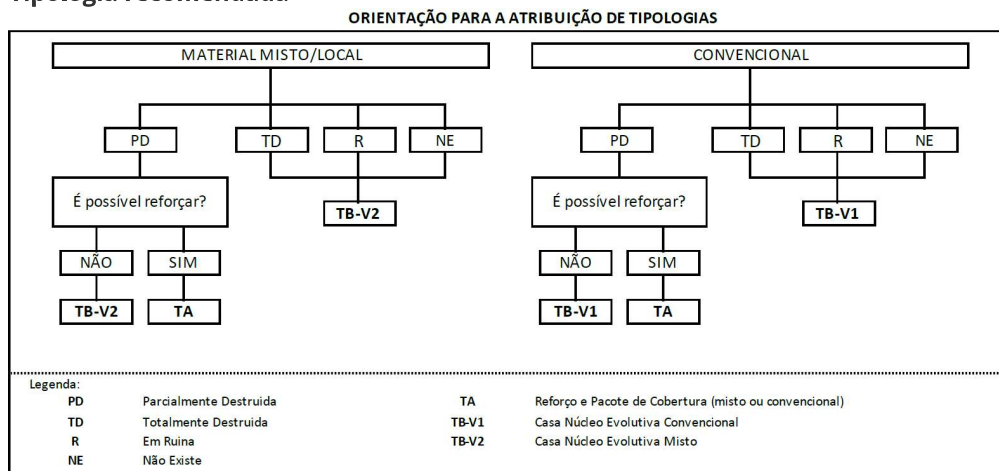 Tipologia recomendada
ORIENTAÇÃO PARA A ATRIBUIÇÃO DE TIPOLOGIAS
MATERIAL MISTO/LOCAL
CONVENCIONAL
PD TD R NE
PD TD R NE
É possível reforçar?
TB-V2
É possível reforçar?
TB-V1
NÃO SIM
NÃO SIM
TB-V2 TA
TB-V1 TA
Legenda:
PD Parcialmente Destruida
TA Reforço e Pacote de Cobertura (misto ou convencional)
TD Totalmente Destruida
TB-V1 Casa Núcleo Evolutiva Convencional
R Em Ruina
TB-V2 Casa Núcleo Evolutiva Misto
NE Não Existe